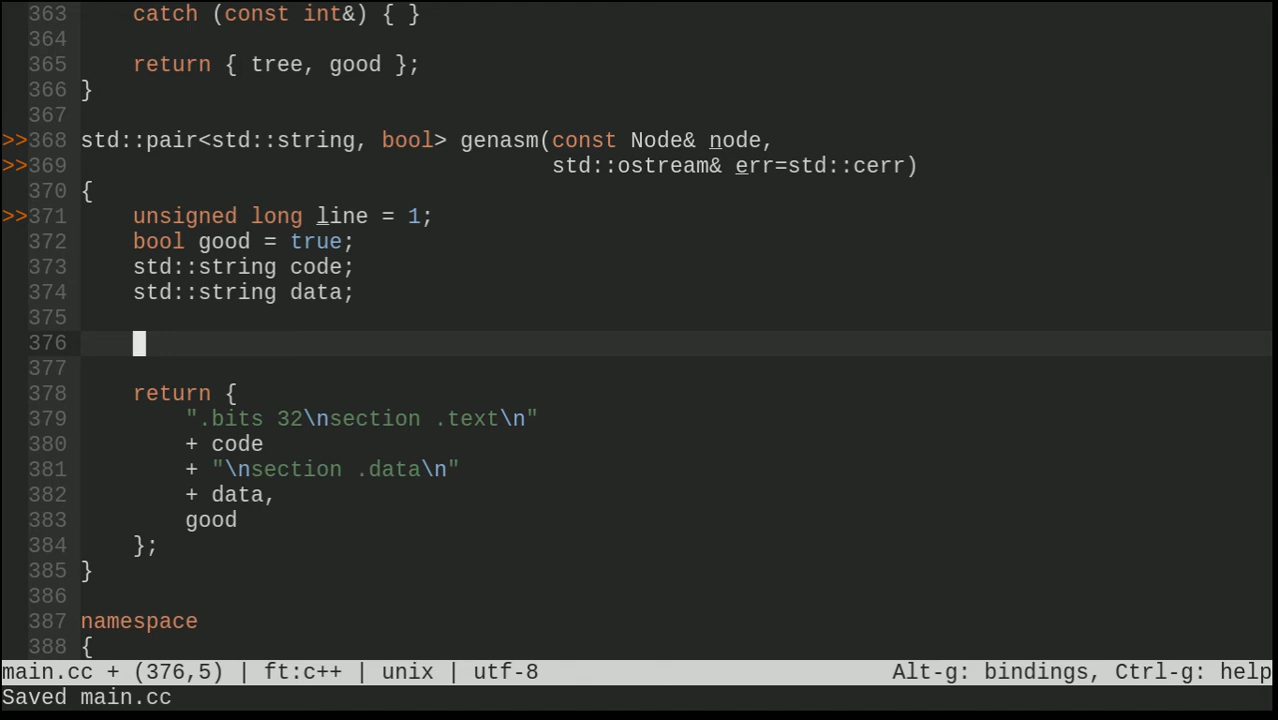 363     catch (const int&) { }
364
365     return { tree, good };
366 }
367
>>368 std::pair<std::string, bool> genasm(const Node& node,
>>369                                     std::ostream& err=std::cerr)
370 {
>>371     unsigned long line = 1;
372     bool good = true;
373     std::string code;
374     std::string data;
375
376
377
378     return {
379         ".bits 32\nsection .text\n"
380         + code
381         + "\nsection .data\n"
382         + data,
383         good
384     };
385 }
386
387 namespace
388 {
main.cc + (376,5) | ft:c++ | unix | utf-8 Alt-g: bindings, Ctrl-g: help
Saved main.cc